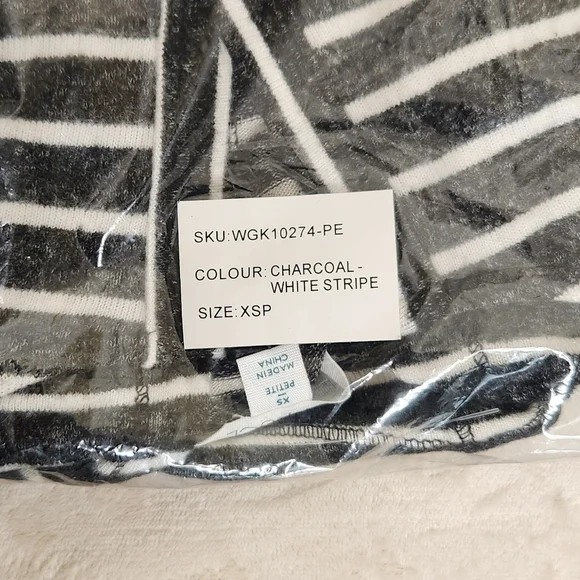 SKU:WGK10274-PE
COLOUR: CHARCOAL -
WHITE STRIPE
SIZE: XSP
XS
PETITE
MADE IN
CHINA